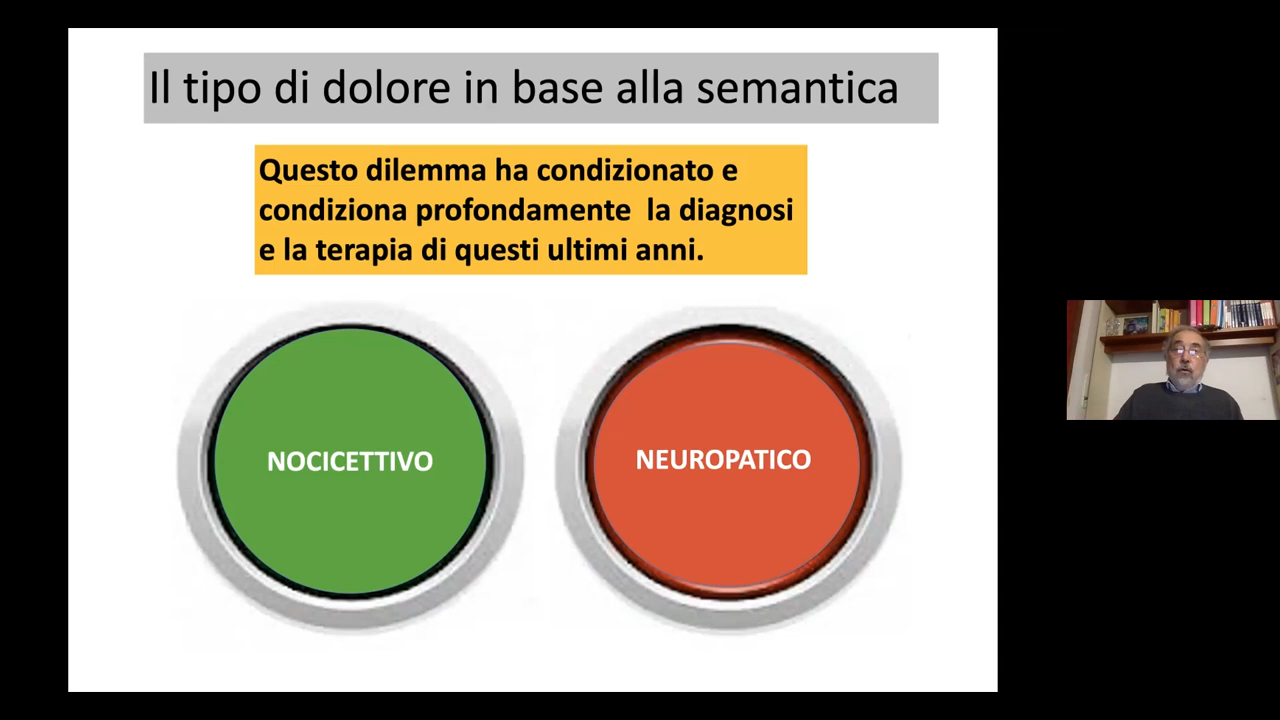 Il tipo di dolore in base alla semantica
Questo dilemma ha condizionato e
condiziona profondamente la diagnosi
e la terapia di questi ultimi anni.
NOCICETTIVO
NEUROPATICO